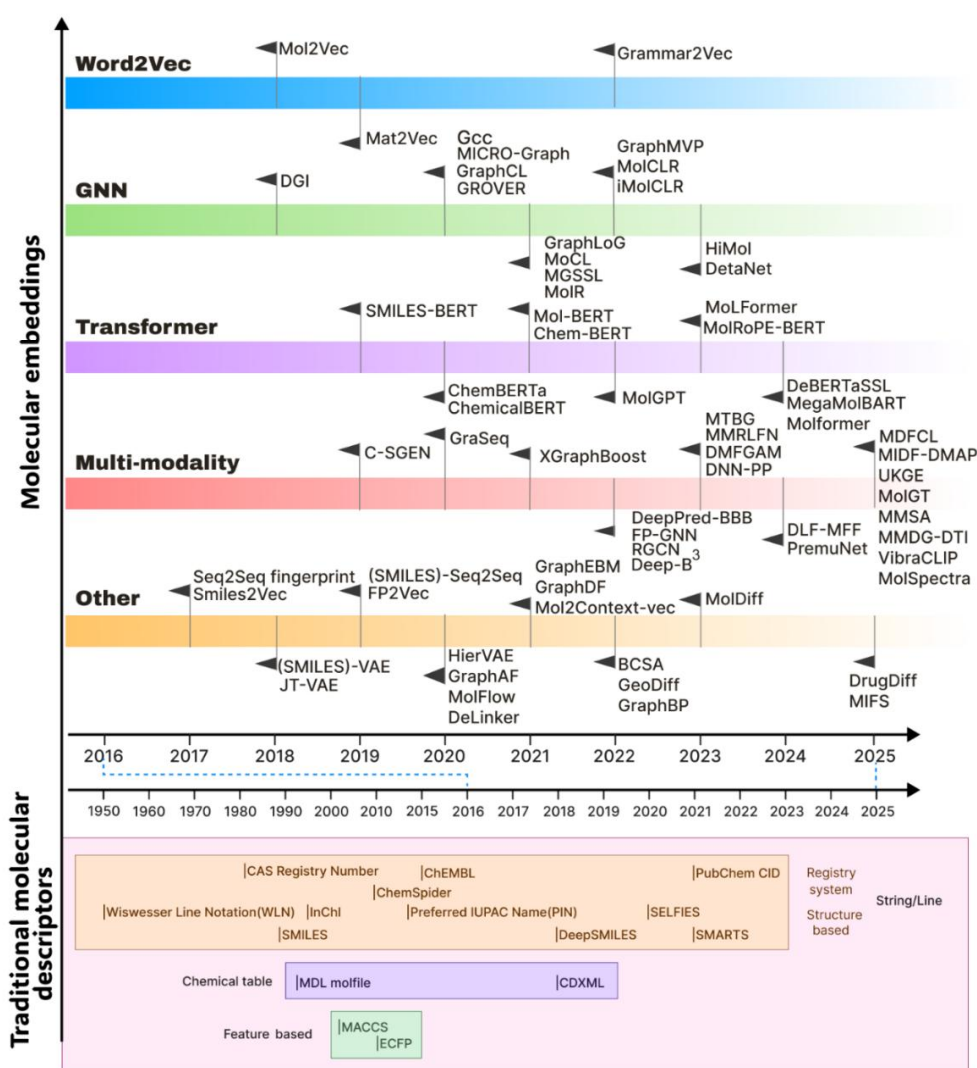 Mol2Vec
Grammar2Vec
Word2Vec
Mat2Vec
Gcc
MICRO-Graph
GraphCL
GROVER
GraphMVP
MolCLR
iMolCLR
DGI
GNN
GraphLoG
MoCL
MGSSL
MolR
HiMol
DetaNet
SMILES-BERT
Mol-BERT
Chem-BERT
MoLFormer
MolRoPE-BERT
Transformer
ChemBERTa
ChemicalBERT
MolGPT
DeBERTaSSL
MegaMolBART
Molformer
C-SGEN
GraSeq
XGraphBoost
MTBG
MMRLFN
DMFGAM
DNN-PP
MDFCL
MIDF-DMAP
UKGE
MolGT
MMSA
MMDG-DTI
VibraCLIP
MolSpectra
Multi-modality
DeepPred-BBB
FP-GNN
RGCN
Deep-B3
DLF-MFF
PremuNet
Seq2Seq fingerprint
Smiles2Vec
(SMILES)-Seq2Seq
FP2Vec
GraphEBM
GraphDF
Mol2Context-vec
MolDiff
Other
(SMILES)-VAE
JT-VAE
HierVAE
GraphAF
MolFlow
DeLinker
BCSA
GeoDiff
GraphBP
DrugDiff
MIFS
Molecular embeddings
2016 2017 2018 2019 2020 2021 2022 2023 2024 2025
1950 1960 1970 1980 1990 2000 2010 2015 2016 2017 2018 2019 2020 2021 2022 2023 2024 2025
Traditional molecular
descriptors
CAS Registry Number
ChEMBL
PubChem CID
ChemSpider
Wiswesser Line Notation(WLN)
InChI
Preferred IUPAC Name(PIN)
SELFIES
SMILES
DeepSMILES
SMARTS
Registry
system
Structure
based
String/Line
Chemical table
MDL molfile
CDXML
Feature based
MACCS
ECFP